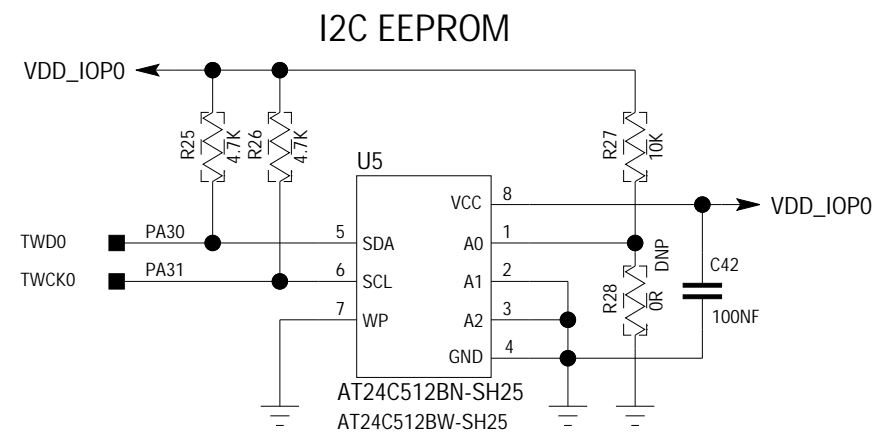 I2C EEPROM
VDD_IOP0
R25
4.7K
R26
4.7K
R27
10K
U5
VCC
8
VDD_IOP0
TWD0
PA30
5
SDA
A0
1
DNP
TWCK0
PA31
6
SCL
A1
2
R28
0R
C42
100NF
7
WP
A2
3
GND
4
AT24C512BN-SH25
AT24C512BW-SH25